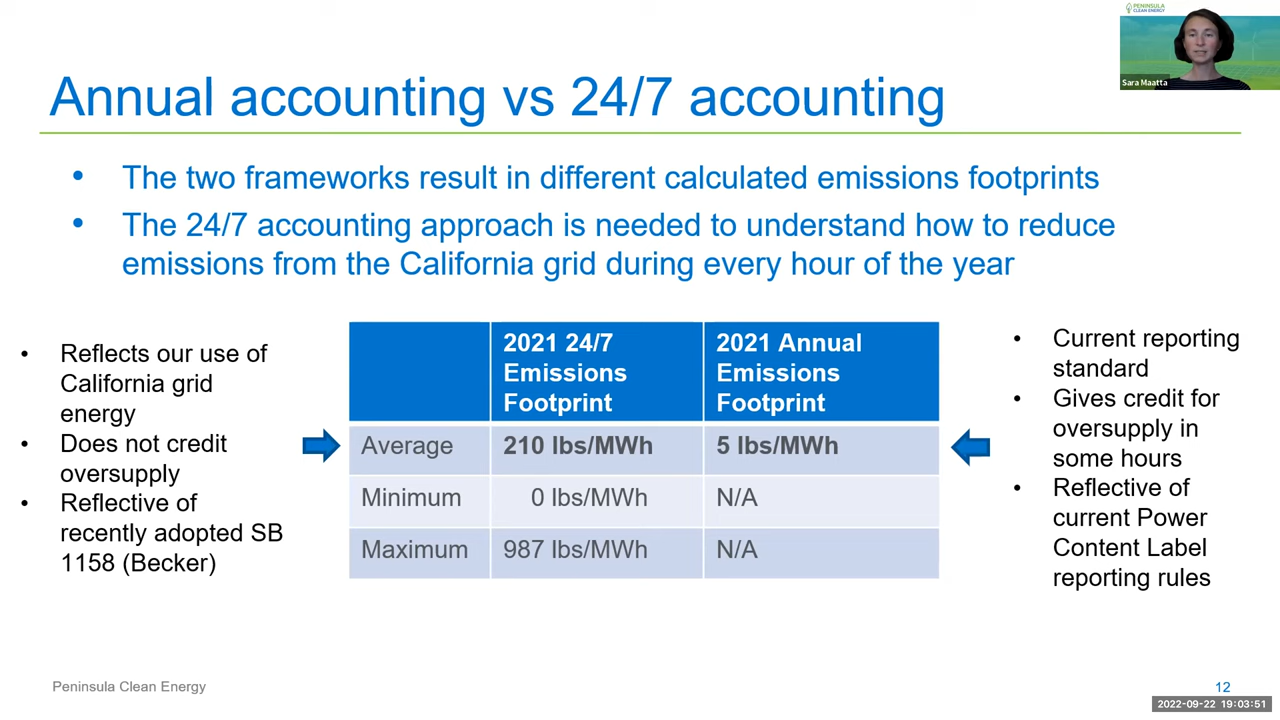 PENINSULA
CLEAN ENERGY
Sara Maatta
Annual accounting vs 24/7 accounting
• The two frameworks result in different calculated emissions footprints
• The 24/7 accounting approach is needed to understand how to reduce
emissions from the California grid during every hour of the year
• Reflects our use of
California grid
energy
• Does not credit
oversupply
• Reflective of
recently adopted SB
1158 (Becker)
2021 24/7
Emissions
Footprint
2021 Annual
Emissions
Footprint
Average 210 lbs/MWh 5 lbs/MWh
Minimum 0 lbs/MWh N/A
Maximum 987 lbs/MWh N/A
• Current reporting
standard
• Gives credit for
oversupply in
some hours
• Reflective of
current Power
Content Label
reporting rules
Peninsula Clean Energy
12
2022-09-22 19:03:51